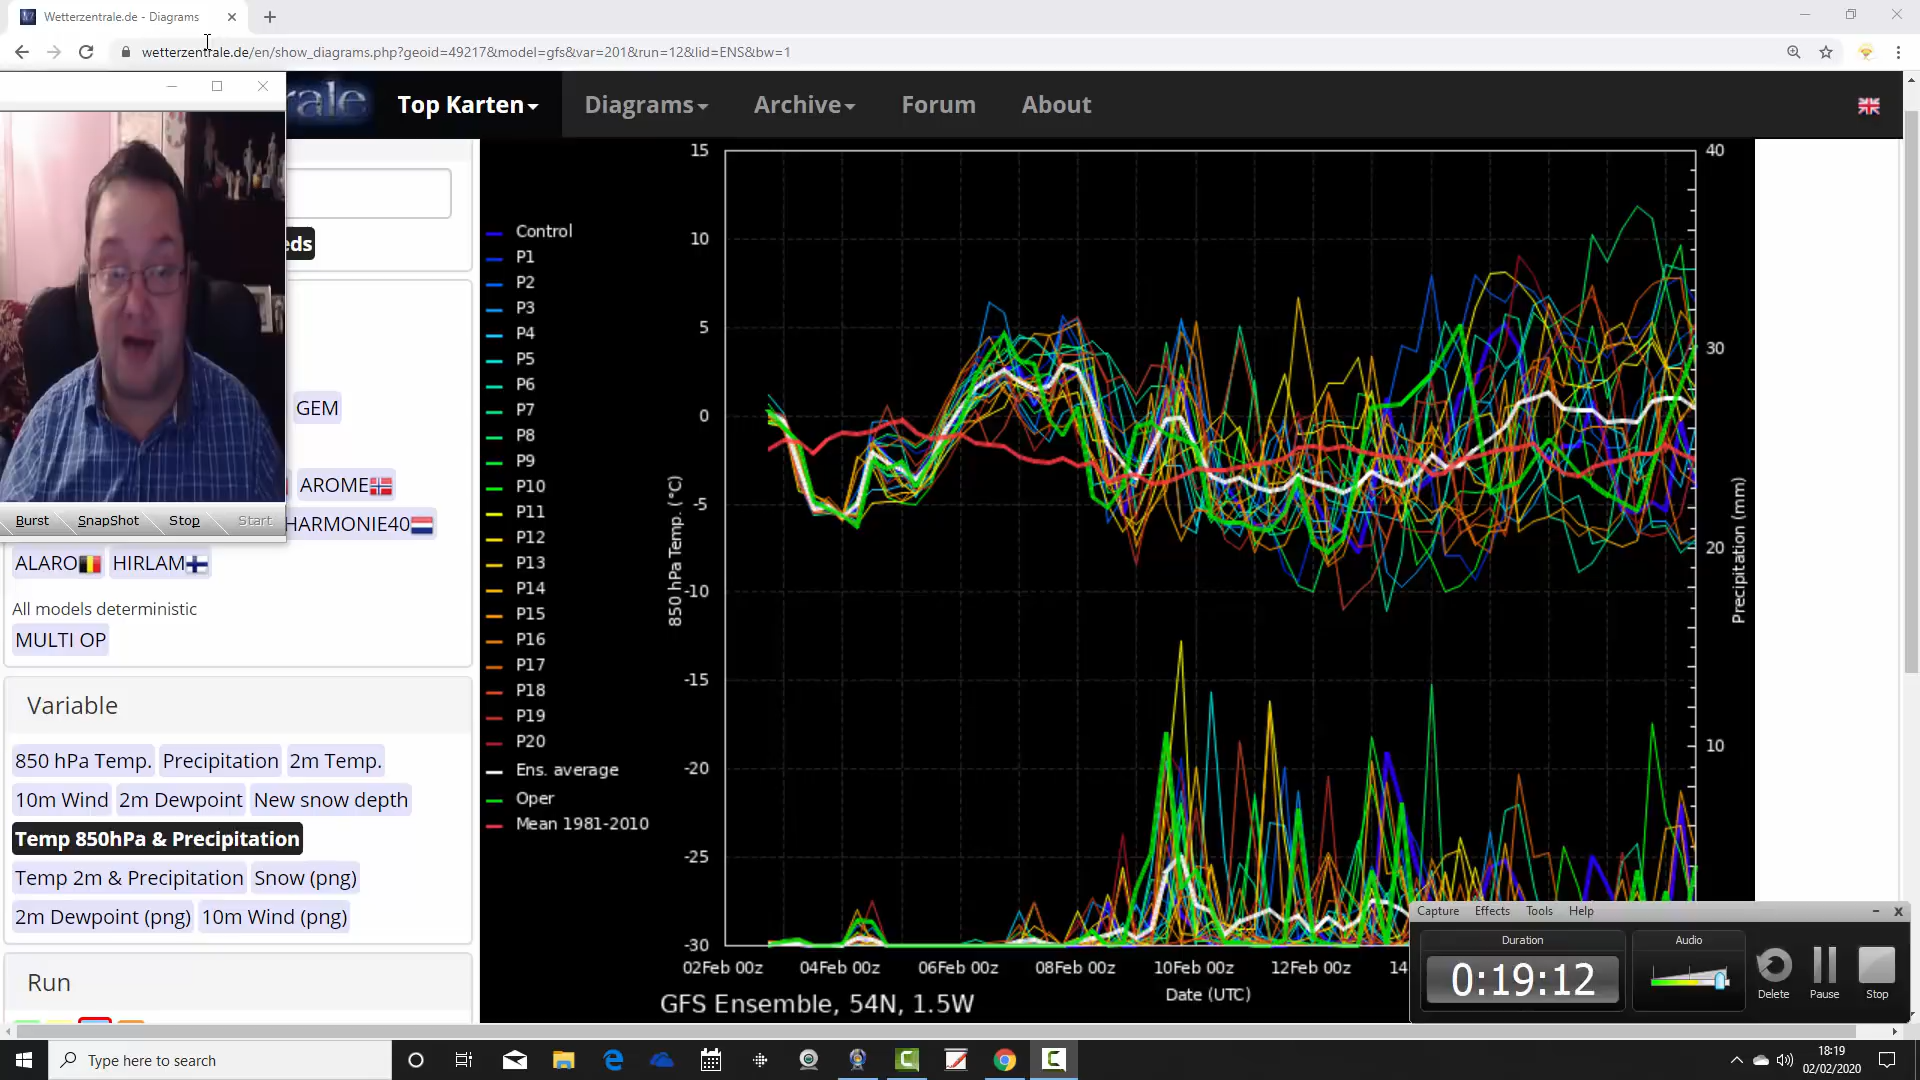 Wetterzentrale.de - Diagrams
wetterzentrale.de/en/show_diagrams.php?geoid=49217&model=gfs&var=201&run=12&lid=ENS&bw=1
rale
Top Karten
Diagrams
Archive
Forum
About
eds
GEM
AROME
HARMONIE40
Burst
SnapShot
Stop
Start
ALARO HIRLAM
All models deterministic
MULTI OP
Variable
850 hPa Temp. Precipitation 2m Temp.
10m Wind 2m Dewpoint New snow depth
Temp 850hPa & Precipitation
Temp 2m & Precipitation Snow (png)
2m Dewpoint (png) 10m Wind (png)
Run
Control
P1
P2
P3
P4
P5
P6
P7
P8
P9
P10
P11
P12
P13
P14
P15
P16
P17
P18
P19
P20
Ens. average
Oper
Mean 1981-2010
850 hPa Temp. (°C)
15
10
5
0
-5
-10
-15
-20
-25
-30
40
30
20
10
Precipitation (mm)
02Feb 00z 04Feb 00z 06Feb 00z 08Feb 00z 10Feb 00z 12Feb 00z 14
Date (UTC)
GFS Ensemble, 54N, 1.5W
Capture Effects Tools Help
Duration
0:19:12
Audio
Delete
Pause
Stop
Type here to search
18:19
02/02/2020